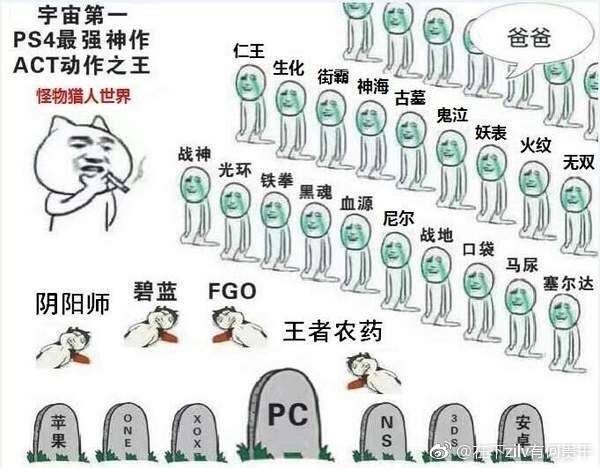 宇宙第一
PS4最强神作
ACT动作之王
怪物猎人世界
爸爸
仁王
生化
街霸
神海
古墓
鬼泣
妖表
火纹
无双
战神
光环
铁拳
黑魂
血源
尼尔
战地
口袋
马尿
塞尔达
阴阳师
碧蓝
FGO
王者农药
苹果
ONE
XOX
PC
NS
3DS
安卓
@在下zilv有何贵干